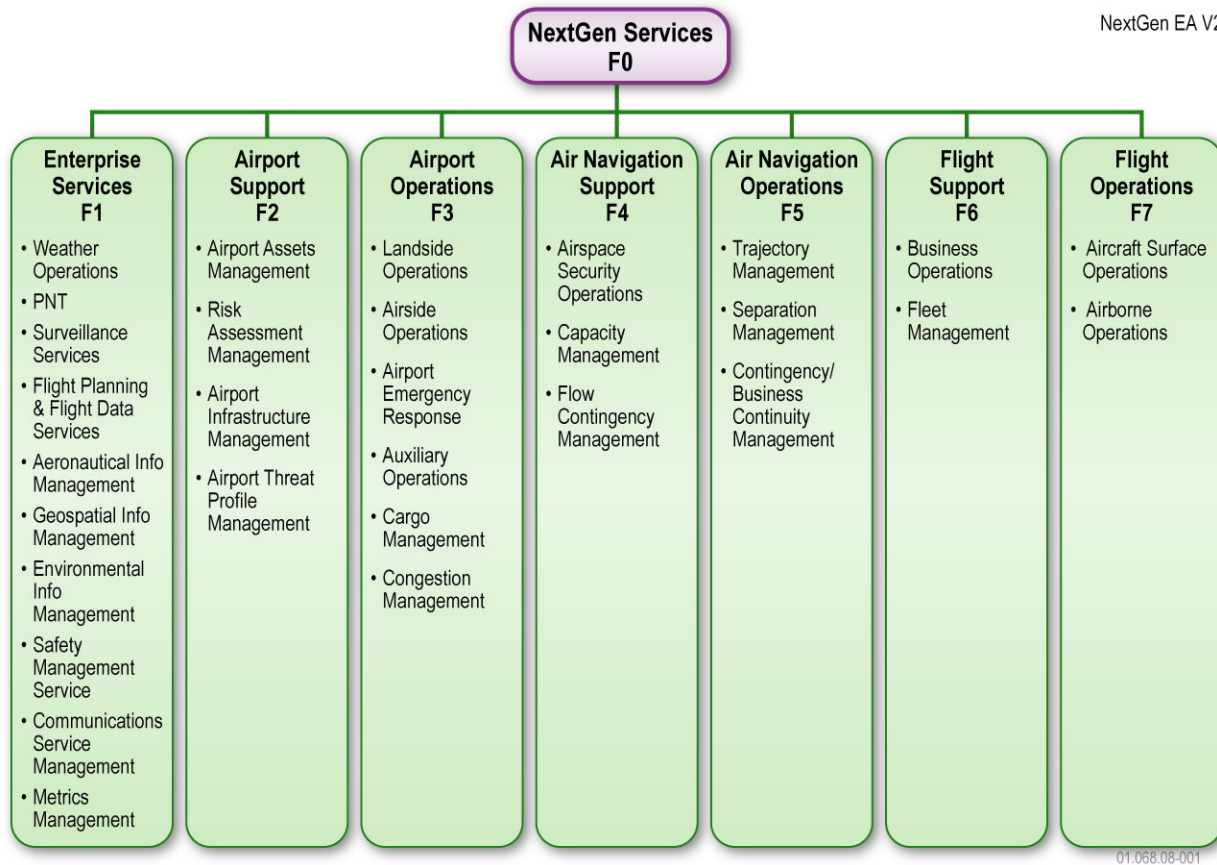 NextGen EA V2
NextGen Services
F0
Enterprise
Services
F1
• Weather
Operations
• PNT
• Surveillance
Services
• Flight Planning
& Flight Data
Services
• Aeronautical Info
Management
• Geospatial Info
Management
• Environmental
Info
Management
• Safety
Management
Service
• Communications
Service
Management
• Metrics
Management
Airport
Support
F2
• Airport Assets
Management
• Risk
Assessment
Management
• Airport
Infrastructure
Management
• Airport Threat
Profile
Management
Airport
Operations
F3
• Landside
Operations
• Airside
Operations
• Airport
Emergency
Response
• Auxiliary
Operations
• Cargo
Management
• Congestion
Management
Air Navigation
Support
F4
• Airspace
Security
Operations
• Capacity
Management
• Flow
Contingency
Management
Air Navigation
Operations
F5
• Trajectory
Management
• Separation
Management
• Contingency/
Business
Continuity
Management
Flight
Support
F6
• Business
Operations
• Fleet
Management
Flight
Operations
F7
• Aircraft Surface
Operations
• Airborne
Operations
01.068.08-001